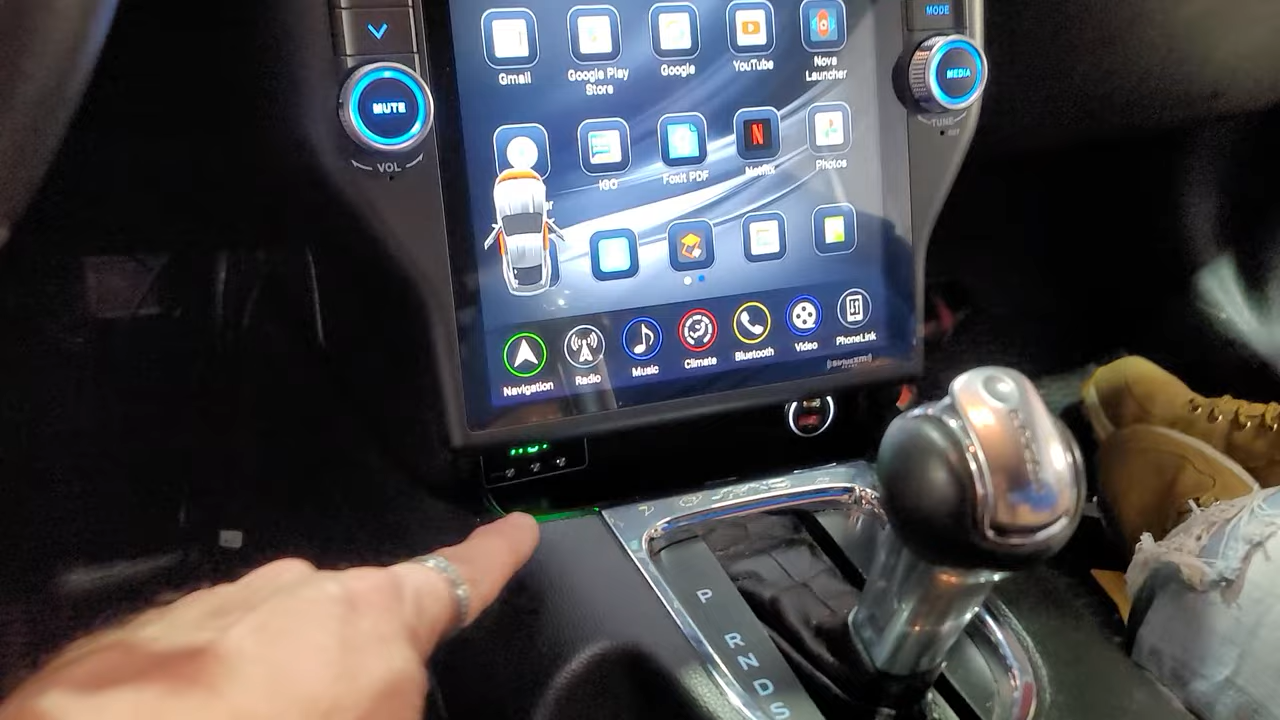 MODE
Gmail
Google Play
Store
Google
YouTube
Nova
Launcher
MUTE
VOL
MEDIA
TUNE
iGO
Foxit PDF
N
Netflix
Photos
Navigation
Radio
Music
Climate
Bluetooth
Video
PhoneLink
(siriusxm)
P
R
N
D
S